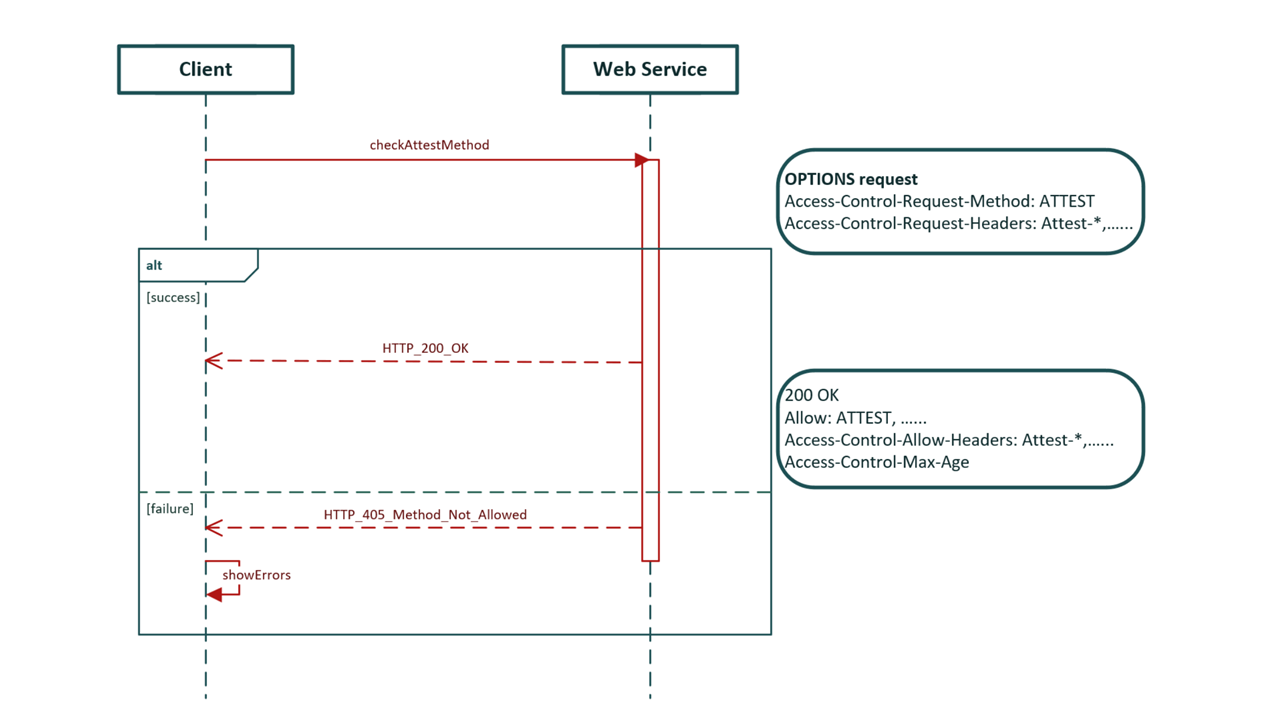 Client
Web Service
checkAttestMethod
OPTIONS request
Access-Control-Request-Method: ATTEST
Access-Control-Request-Headers: Attest-*,......
alt
[success]
HTTP_200_OK
200 OK
Allow: ATTEST, ......
Access-Control-Allow-Headers: Attest-*,......
Access-Control-Max-Age
[failure]
HTTP_405_Method_Not_Allowed
showErrors